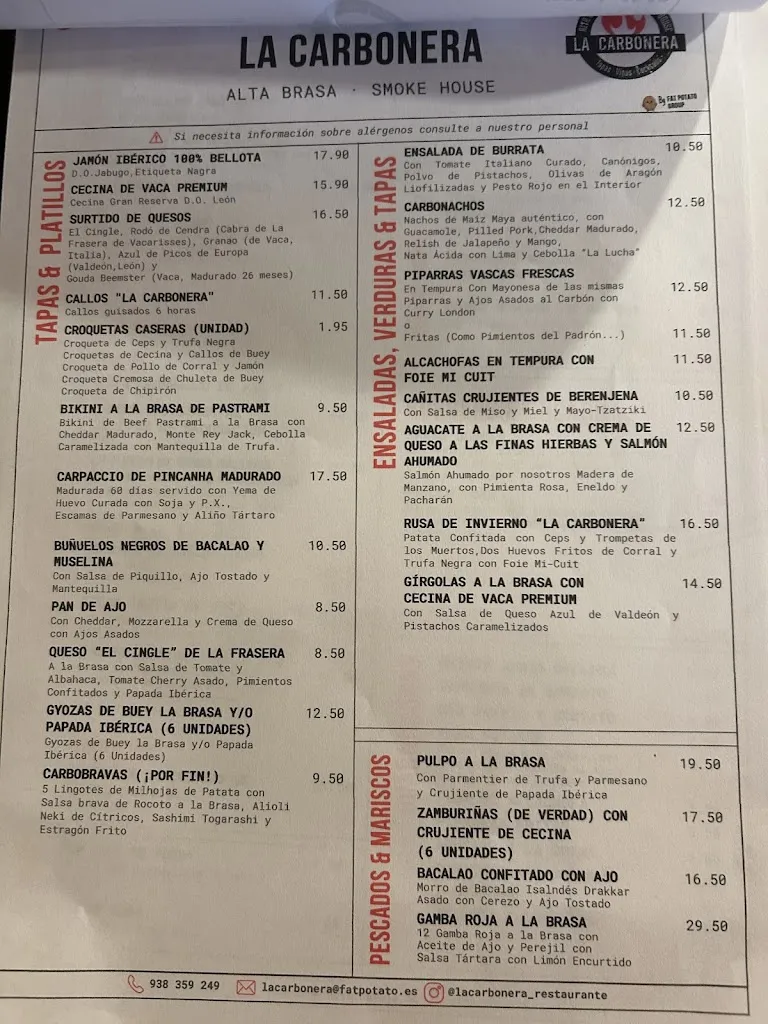 LA CARBONERA
ALTA BRASA · SMOKE HOUSE
LA CARBONERA
Tapas · Vinos · Cocktails
By FAT POTATO
GROUP
Si necesita información sobre alérgenos consulte a nuestro personal
TAPAS & PLATILLOS
JAMÓN IBÉRICO 100% BELLOTA 17.90
D.O.Jabugo,Etiqueta Nagra
CECINA DE VACA PREMIUM 15.90
Cecina Gran Reserva D.O. León
SURTIDO DE QUESOS 16.50
El Cingle, Rodó de Cendra (Cabra de La
Frasera de Vacarisses), Granao (de Vaca,
Italia), Azul de Picos de Europa
(Valdeón,León) y
Gouda Beemster (Vaca, Madurado 26 meses)
CALLOS "LA CARBONERA" 11.50
Callos guisados 6 horas
CROQUETAS CASERAS (UNIDAD) 1.95
Croqueta de Ceps y Trufa Negra
Croquetas de Cecina y Callos de Buey
Croqueta de Pollo de Corral y Jamón
Croqueta Cremosa de Chuleta de Buey
Croqueta de Chipirón
BIKINI A LA BRASA DE PASTRAMI 9.50
Bikini de Beef Pastrami a la Brasa con
Cheddar Madurado, Monte Rey Jack, Cebolla
Caramelizada con Mantequilla de Trufa.
CARPACCIO DE PINCANHA MADURADO 17.50
Madurada 60 días servido con Yema de
Huevo Curada con Soja y P.X.,
Escamas de Parmesano y Aliño Tártaro
BUÑUELOS NEGROS DE BACALAO Y 10.50
MUSELINA
Con Salsa de Piquillo, Ajo Tostado y
Mantequilla
PAN DE AJO 8.50
Con Cheddar, Mozzarella y Crema de Queso
con Ajos Asados
QUESO "EL CINGLE" DE LA FRASERA 8.50
A la Brasa con Salsa de Tomate y
Albahaca, Tomate Cherry Asado, Pimientos
Confitados y Papada Ibérica
GYOZAS DE BUEY LA BRASA Y/O 12.50
PAPADA IBÉRICA (6 UNIDADES)
Gyozas de Buey la Brasa y/o Papada
Ibérica (6 Unidades)
CARBOBRAVAS (¡POR FIN!) 9.50
5 Lingotes de Milhojas de Patata con
Salsa brava de Rocoto a la Brasa, Alioli
Neki de Cítricos, Sashimi Togarashi y
Estragón Frito
ENSALADAS, VERDURAS & TAPAS
ENSALADA DE BURRATA 10.50
Con Tomate Italiano Curado, Canónigos,
Polvo de Pistachos, Olivas de Aragón
Liofilizadas y Pesto Rojo en el Interior
CARBONACHOS 12.50
Nachos de Maiz Maya auténtico, con
Guacamole, Pilled Pork,Cheddar Madurado,
Relish de Jalapeño y Mango,
Nata Ácida con Lima y Cebolla "La Lucha"
PIPARRAS VASCAS FRESCAS
En Tempura Con Mayonesa de las mismas 12.50
Piparras y Ajos Asados al Carbón con
Curry London
o
Fritas (Como Pimientos del Padrón...) 11.50
ALCACHOFAS EN TEMPURA CON 11.50
FOIE MI CUIT
CAÑITAS CRUJIENTES DE BERENJENA 10.50
Con Salsa de Miso y Miel y Mayo-Tzatziki
AGUACATE A LA BRASA CON CREMA DE 12.50
QUESO A LAS FINAS HIERBAS Y SALMÓN
AHUMADO
Salmón Ahumado por nosotros Madera de
Manzano, con Pimienta Rosa, Eneldo y
Pacharán
RUSA DE INVIERNO "LA CARBONERA" 16.50
Patata Confitada con Ceps y Trompetas de
los Muertos,Dos Huevos Fritos de Corral y
Trufa Negra con Foie Mi-Cuit
GÍRGOLAS A LA BRASA CON 14.50
CECINA DE VACA PREMIUM
Con Salsa de Queso Azul de Valdeón y
Pistachos Caramelizados
PESCADOS & MARISCOS
PULPO A LA BRASA 19.50
Con Parmentier de Trufa y Parmesano
y Crujiente de Papada Ibérica
ZAMBURIÑAS (DE VERDAD) CON 17.50
CRUJIENTE DE CECINA
(6 UNIDADES)
BACALAO CONFITADO CON AJO 16.50
Morro de Bacalao Isalndés Drakkar
Asado con Cerezo y Ajo Tostado
GAMBA ROJA A LA BRASA 29.50
12 Gamba Roja a la Brasa con
Aceite de Ajo y Perejil con
Salsa Tártara con Limón Encurtido
938 359 249 lacarbonera@fatpotato.es @lacarbonera_restaurante